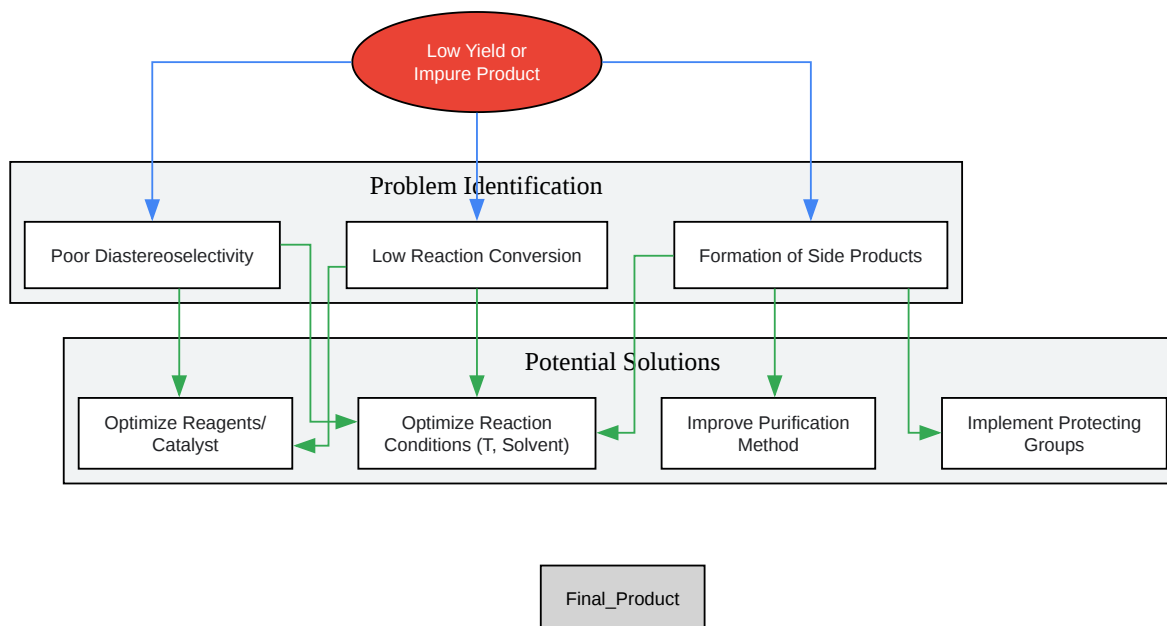 Low Yield or
Impure Product
Problem Identification
Poor Diastereoselectivity
Low Reaction Conversion
Formation of Side Products
Potential Solutions
Optimize Reagents/
Catalyst
Optimize Reaction
Conditions (T, Solvent)
Improve Purification
Method
Implement Protecting
Groups
Final_Product